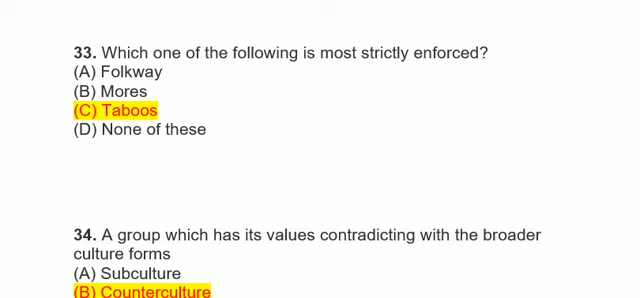 33. Which one of the following is most strictly enforced?
(A) Folkway
(B) Mores
(C) Taboos
(D) None of these
34. A group which has its values contradicting with the broader
culture forms
(A) Subculture
(B) Counterculture